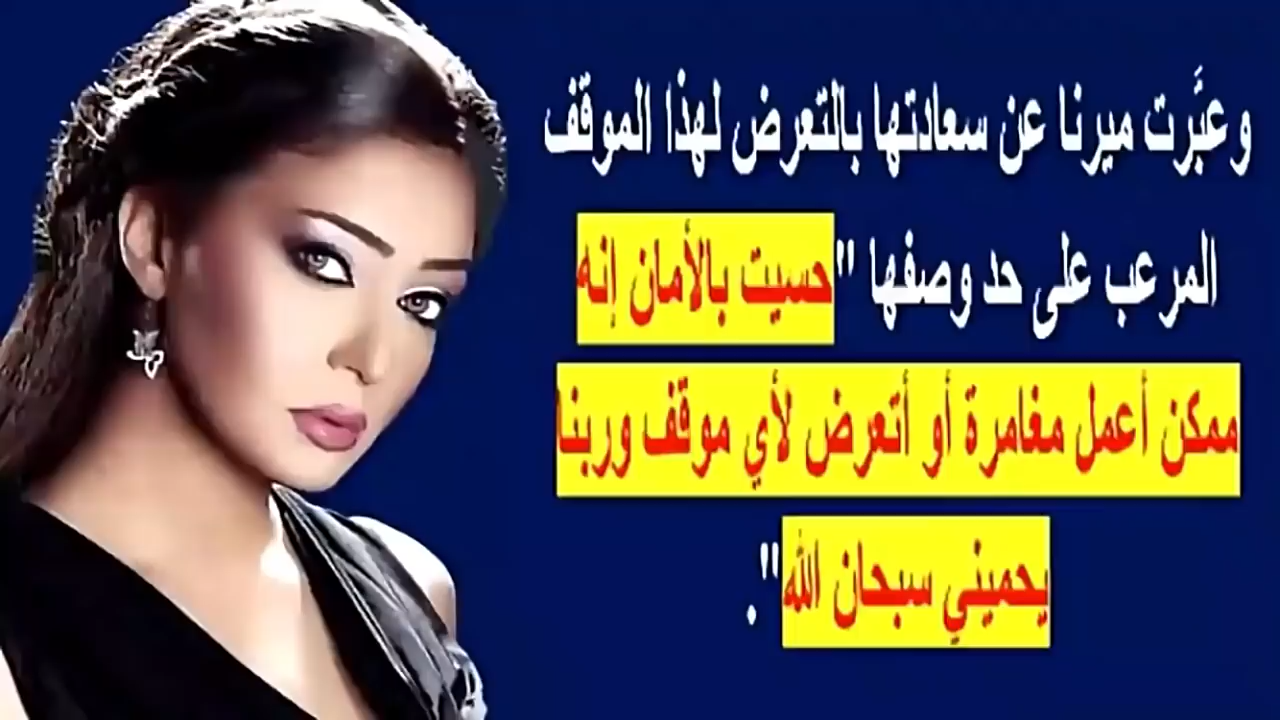 وعبَّرت ميرنا عن سعادتها بالتعرض لهذا الموقف
المرعب على حد وصفها "حسيت بالأمان إنه
ممكن أعمل مغامرة أو أتعرض لأي موقف وربنا
يحميني سبحان الله".